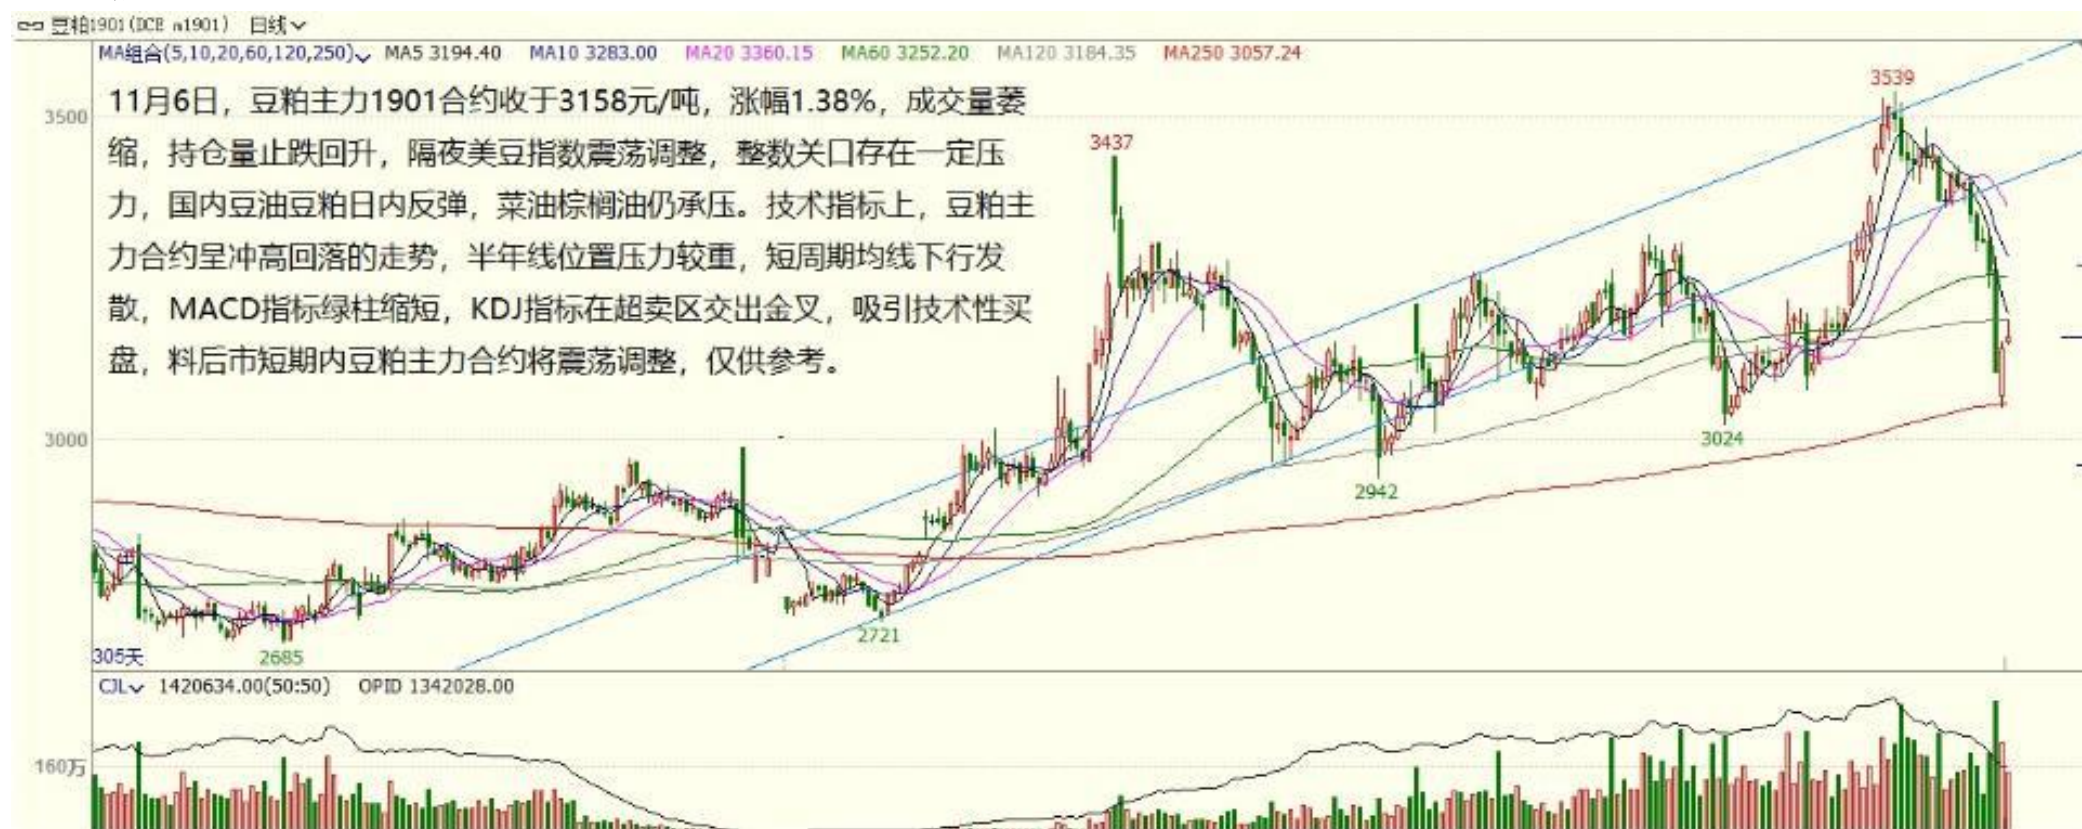 豆粕1901(DCE m1901) 日线
MA组合(5,10,20,60,120,250) MA5 3194.40 MA10 3283.00 MA20 3360.15 MA60 3252.20 MA120 3184.35 MA250 3057.24
11月6日，豆粕主力1901合约收于3158元/吨，涨幅1.38%，成交量萎
缩，持仓量止跌回升，隔夜美豆指数震荡调整，整数关口存在一定压
力，国内豆油豆粕日内反弹，菜油棕榈油仍承压。技术指标上，豆粕主
力合约呈冲高回落的走势，半年线位置压力较重，短周期均线下行发
散，MACD指标绿柱缩短，KDJ指标在超卖区交出金叉，吸引技术性买
盘，料后市短期内豆粕主力合约将震荡调整，仅供参考。
3539
3500
3437
3000
3024
2942
2721
2685
305天
CJL 1420634.00(50:50) OPID 1342028.00
160万